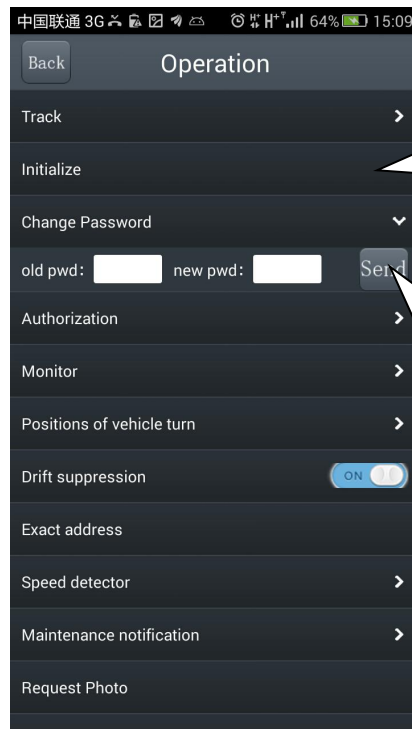 中国联通 3G 64% 15:09
Back Operation
Track
Initialize
Change Password
old pwd: new pwd: Send
Authorization
Monitor
Positions of vehicle turn
Drift suppression ON
Exact address
Speed detector
Maintenance notification
Request Photo